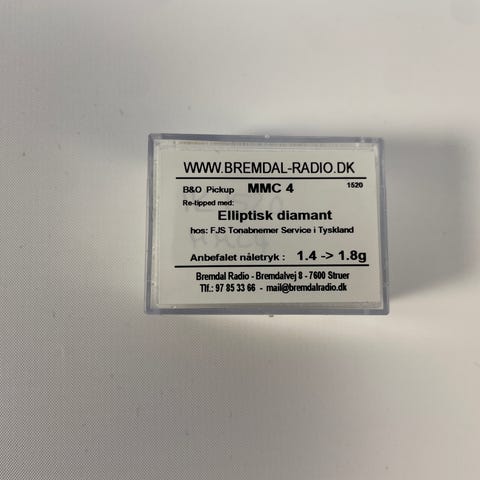 WWW.BREMDAL-RADIO.DK
B&O Pickup MMC 4 1520
Re-tipped med:
Elliptisk diamant
hos: FJS Tonabnemer Service i Tyskland
Anbefalet nåletryk : 1.4 -> 1.8g
Bremdal Radio - Bremdalvej 8 - 7600 Struer
Tlf.: 97 85 33 66 - mail@bremdalradio.dk